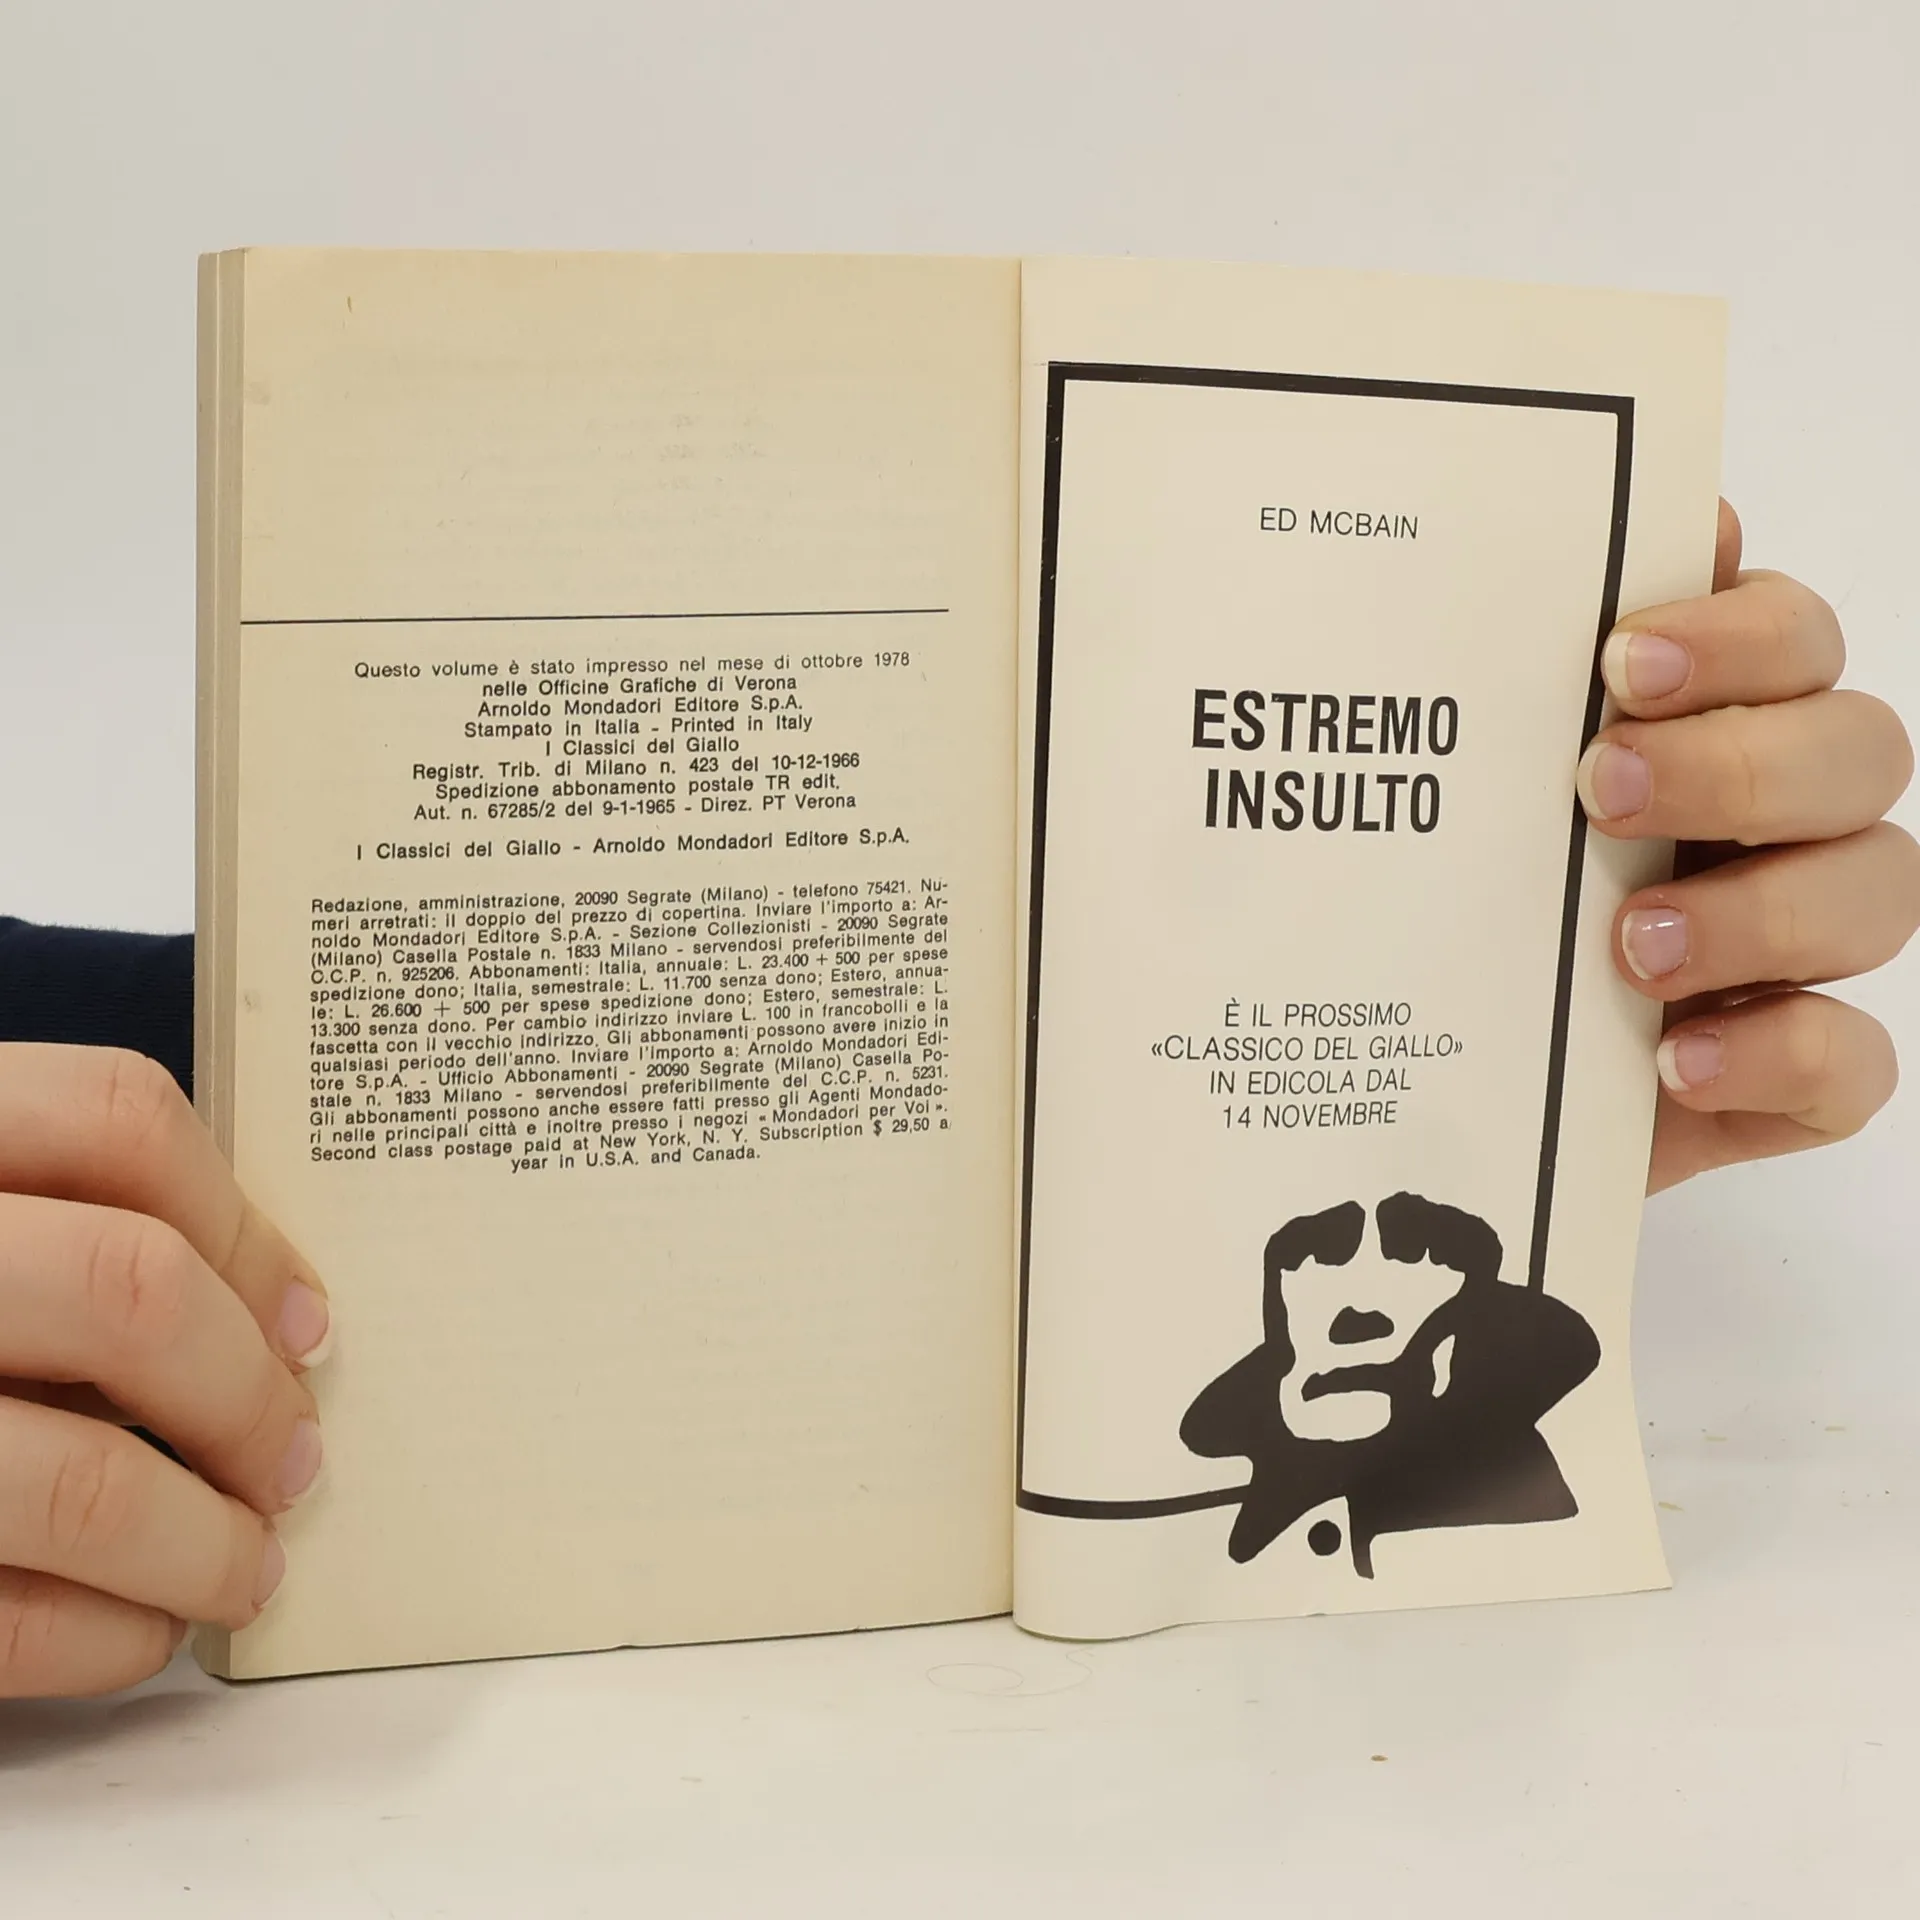 Questo volume è stato impresso nel mese di ottobre 1978
nelle Officine Grafiche di Verona
Arnoldo Mondadori Editore S.p.A.
Stampato in Italia - Printed in Italy
I Classici del Giallo
Registr. Trib. di Milano n. 423 del 10-12-1966
Spedizione abbonamento postale TR edit.
Aut. n. 67285/2 del 9-1-1965 - Direz. PT Verona
I Classici del Giallo - Arnoldo Mondadori Editore S.p.A.
Redazione, amministrazione, 20090 Segrate (Milano) - telefono 75421. Nu-
meri arretrati: il doppio del prezzo di copertina. Inviare l'importo a: Ar-
noldo Mondadori Editore S.p.A. - Sezione Collezionisti - 20090 Segrate
(Milano) Casella Postale n. 1833 Milano - servendosi preferibilmente del
C.C.P. n. 925206. Abbonamenti: Italia, annuale: L. 23.400 + 500 per spese
spedizione dono; Italia, semestrale: L. 11.700 senza dono; Estero, annua-
le: L. 26.600 + 500 per spese spedizione dono; Estero, semestrale: L.
13.300 senza dono. Per cambio indirizzo inviare L. 100 in francobolli e la
fascetta con il vecchio indirizzo. Gli abbonamenti possono avere inizio in
qualsiasi periodo dell'anno. Inviare l'importo a: Arnoldo Mondadori Edi-
tore S.p.A. - Ufficio Abbonamenti - 20090 Segrate (Milano) Casella Po-
stale n. 1833 Milano - servendosi preferibilmente del C.C.P. n. 5231.
Gli abbonamenti possono anche essere fatti presso gli Agenti Mondado-
ri nelle principali città e inoltre presso i negozi « Mondadori per Voi ».
Second class postage paid at New York, N. Y. Subscription $ 29,50 a
year in U.S.A. and Canada.
ED MCBAIN
ESTREMO
INSULTO
È IL PROSSIMO
«CLASSICO DEL GIALLO»
IN EDICOLA DAL
14 NOVEMBRE